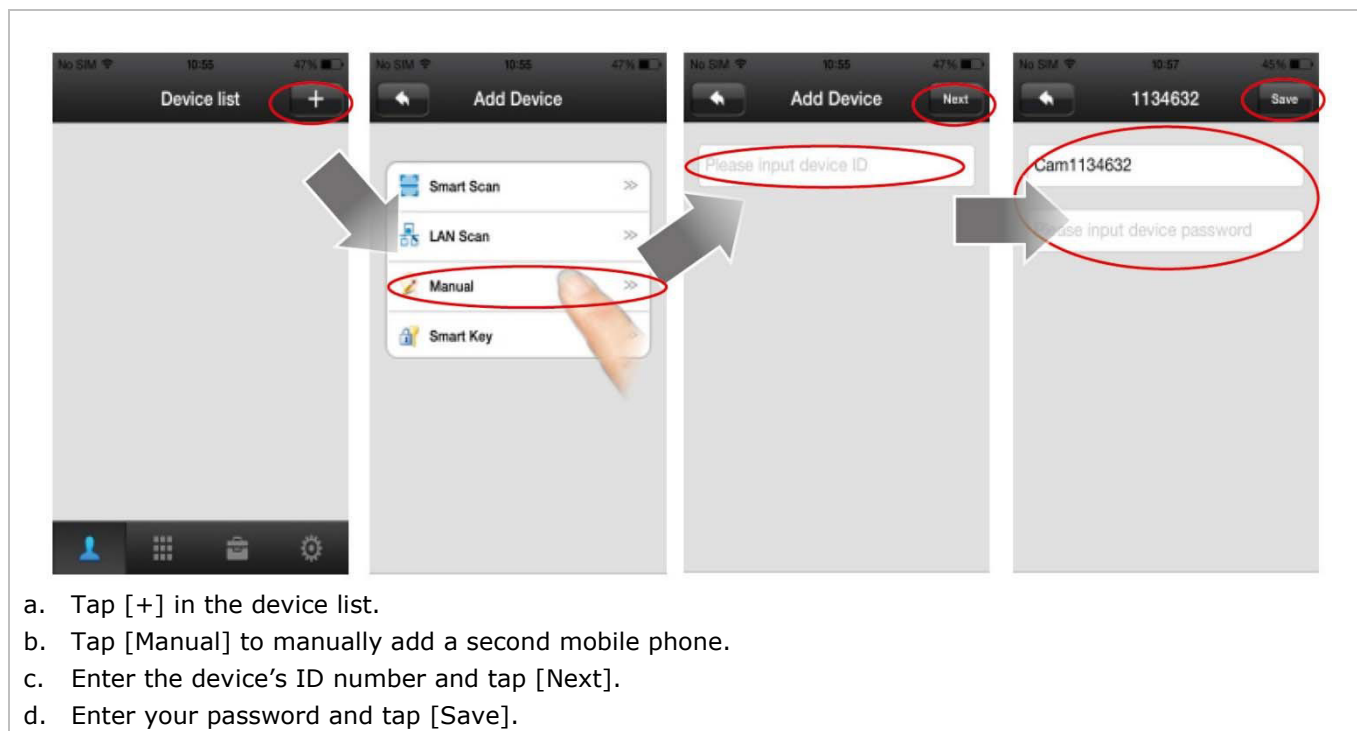 No SIM 10:55 47%
Device list +
No SIM 10:55 47%
Add Device
Smart Scan
LAN Scan
Manual
Smart Key
No SIM 10:55 47%
Add Device Next
Please input device ID
No SIM 10:57 45%
1134632 Save
Cam1134632
Please input device password
a. Tap [+] in the device list.
b. Tap [Manual] to manually add a second mobile phone.
c. Enter the device’s ID number and tap [Next].
d. Enter your password and tap [Save].